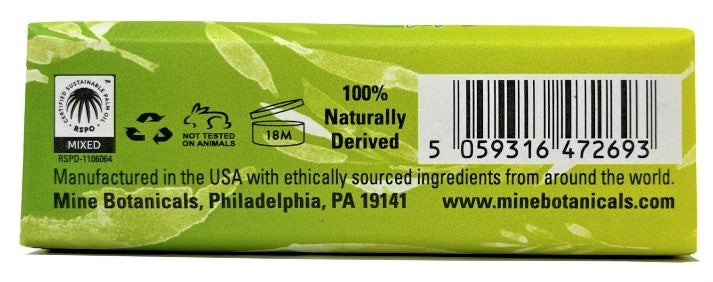 CERTIFIED SUSTAINABLE PALM OIL
TM
RSPO
MIXED
RSPO-1106064
NOT TESTED
ON ANIMALS
18M
100%
Naturally
Derived
5 059316 472693
Manufactured in the USA with ethically sourced ingredients from around the world.
Mine Botanicals, Philadelphia, PA 19141 www.minebotanicals.com